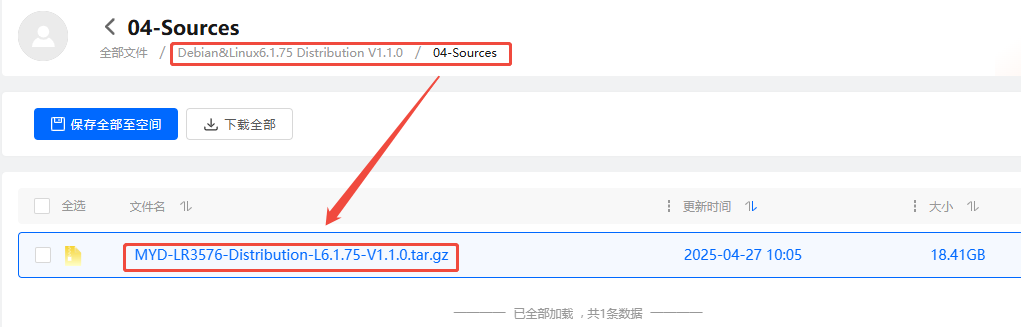 04-Sources
全部文件 / Debian&Linux6.1.75 Distribution V1.1.0 / 04-Sources
保存全部至空间 下载全部
全选 文件名 更新时间 大小
MYD-LR3576-Distribution-L6.1.75-V1.1.0.tar.gz 2025-04-27 10:05 18.41GB
已全部加载 ，共1条数据